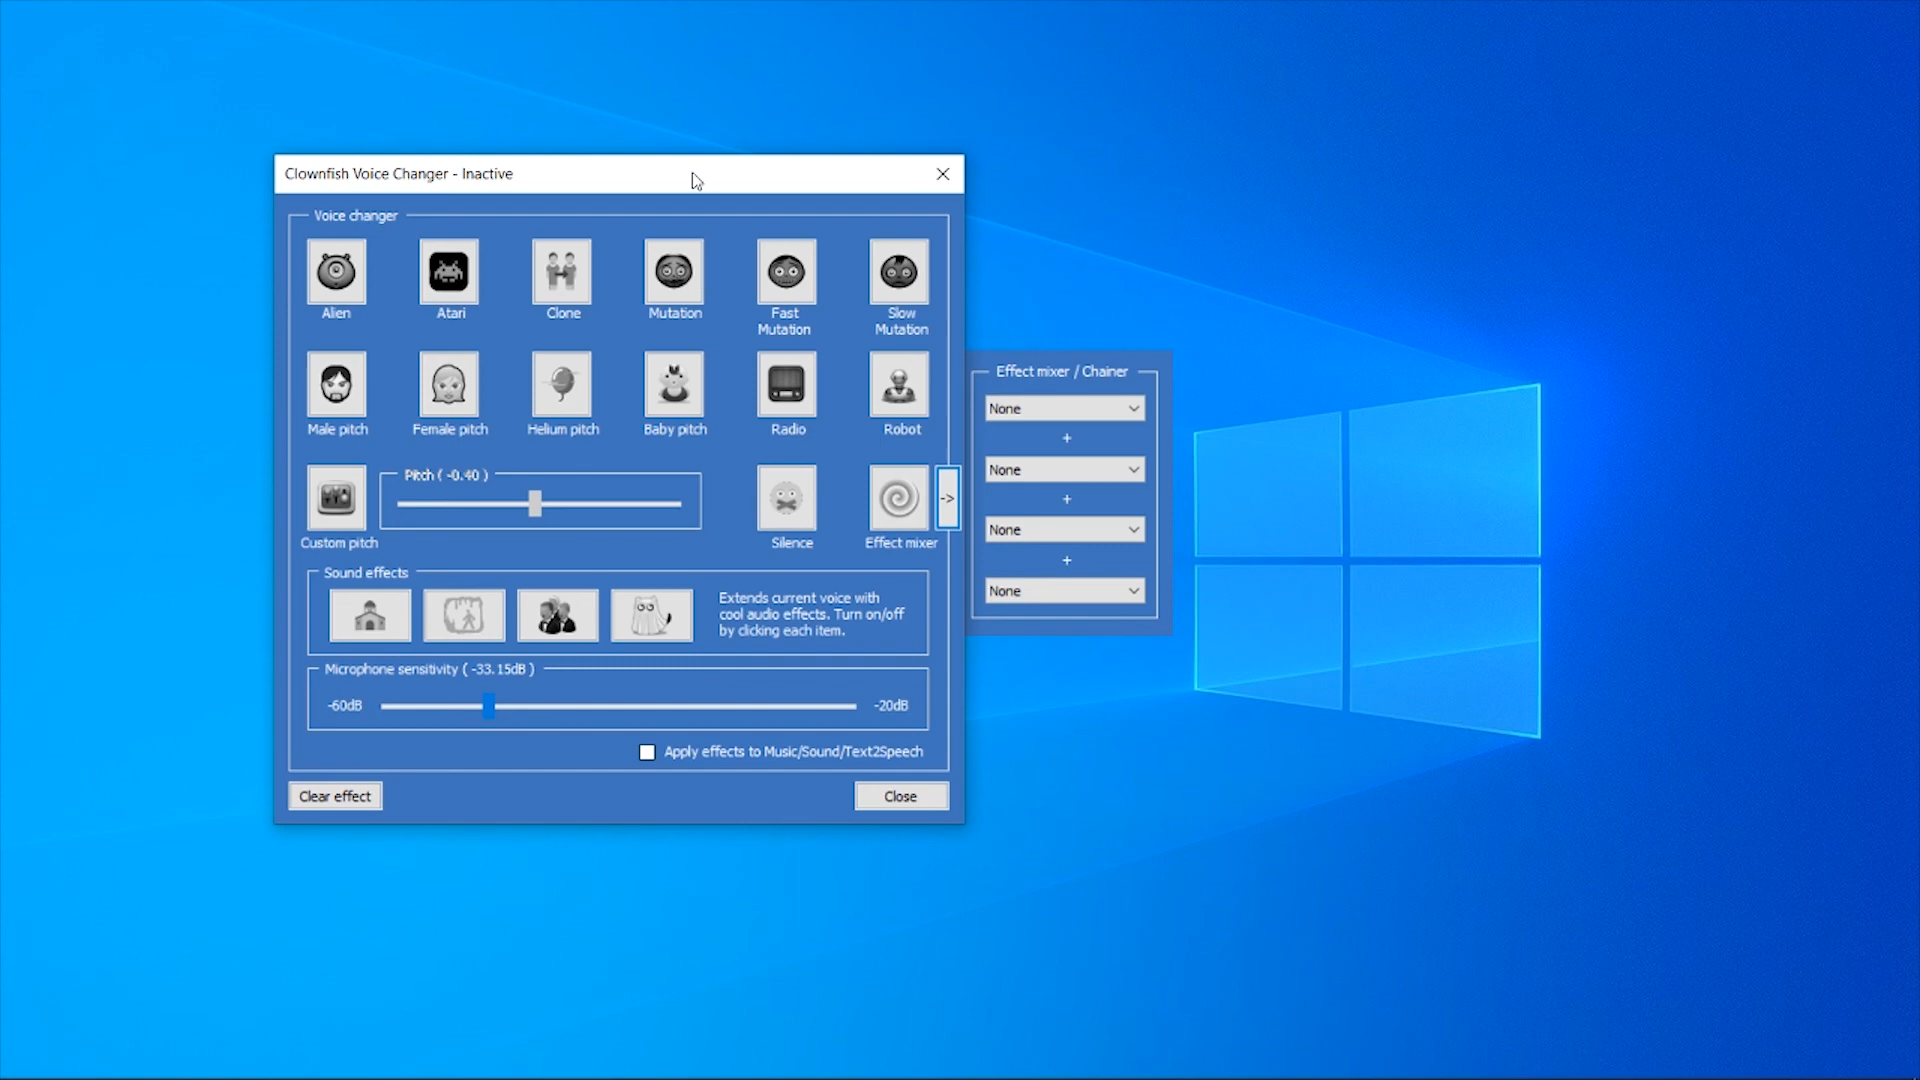 Clownfish Voice Changer - Inactive
Voice changer
Alien
Atari
Clone
Mutation
Fast
Mutation
Slow
Mutation
Male pitch
Female pitch
Helium pitch
Baby pitch
Radio
Robot
Custom pitch
Pitch ( -0.40 )
Silence
Effect mixer
->
Sound effects
Extends current voice with
cool audio effects. Turn on/off
by clicking each item.
Microphone sensitivity ( -33.15dB )
-60dB
-20dB
Apply effects to Music/Sound/Text2Speech
Clear effect
Close
Effect mixer / Chainer
None
+
None
+
None
+
None